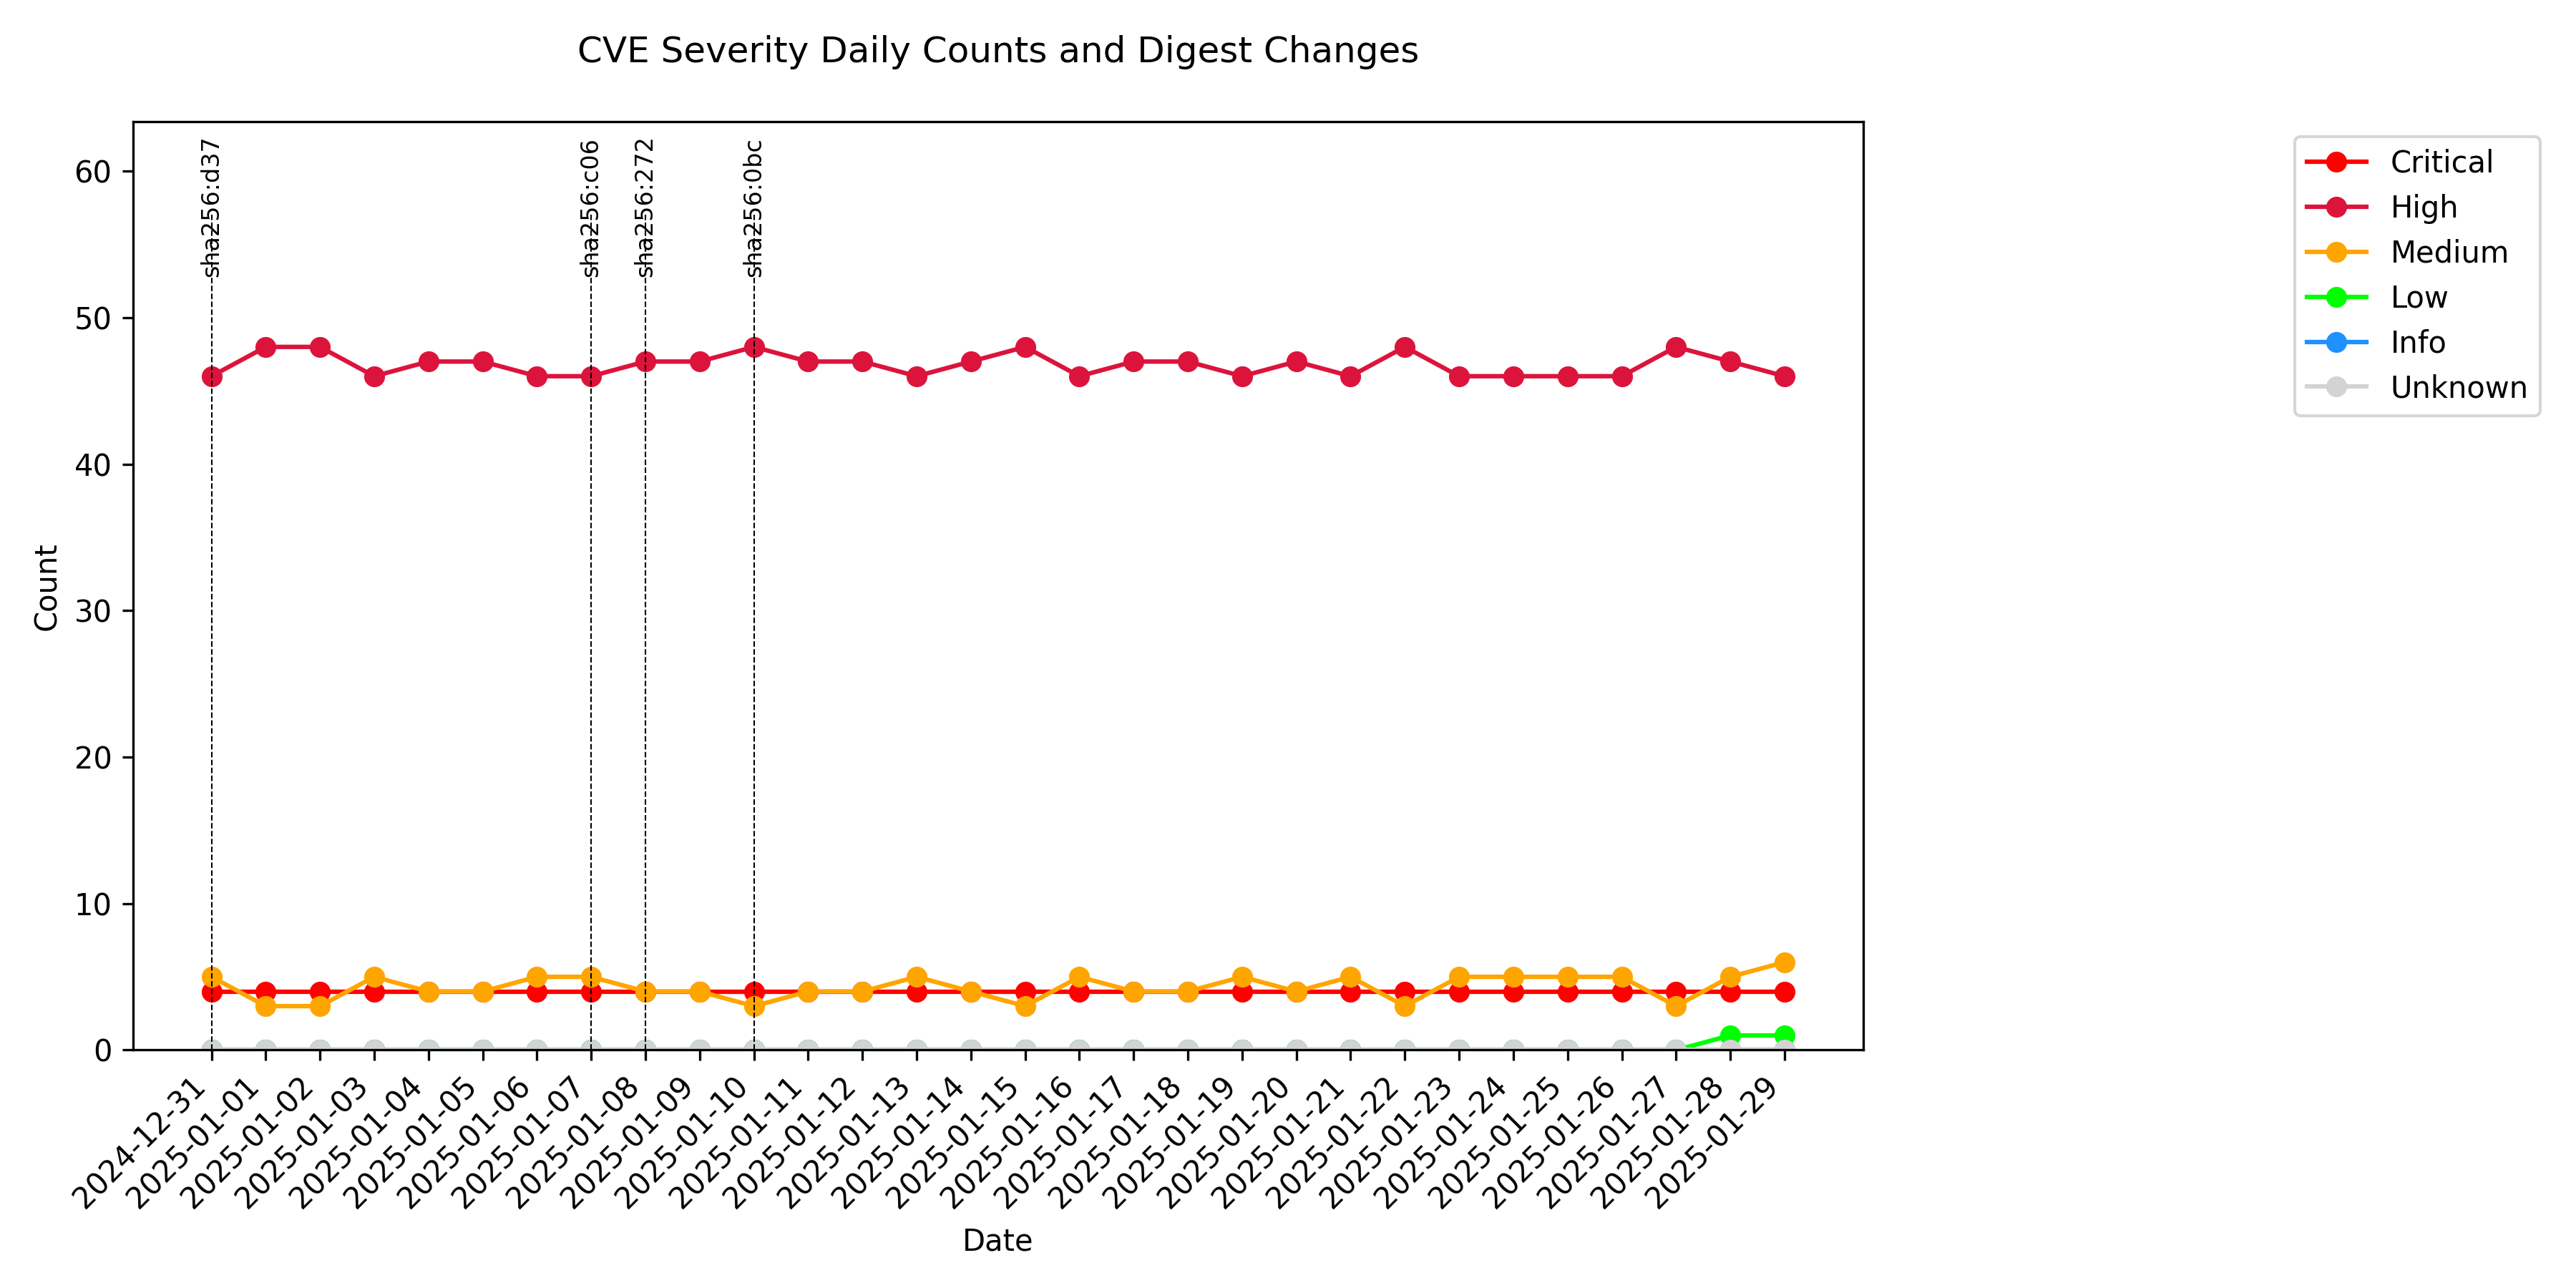 CVE Severity Daily Counts and Digest Changes
sha256:d37
sha256:c06
sha256:272
sha256:0bc
60
50
40
30
20
10
0
Count
2024-12-31
2025-01-01
2025-01-02
2025-01-03
2025-01-04
2025-01-05
2025-01-06
2025-01-07
2025-01-08
2025-01-09
2025-01-10
2025-01-11
2025-01-12
2025-01-13
2025-01-14
2025-01-15
2025-01-16
2025-01-17
2025-01-18
2025-01-19
2025-01-20
2025-01-21
2025-01-22
2025-01-23
2025-01-24
2025-01-25
2025-01-26
2025-01-27
2025-01-28
2025-01-29
Date
Critical
High
Medium
Low
Info
Unknown